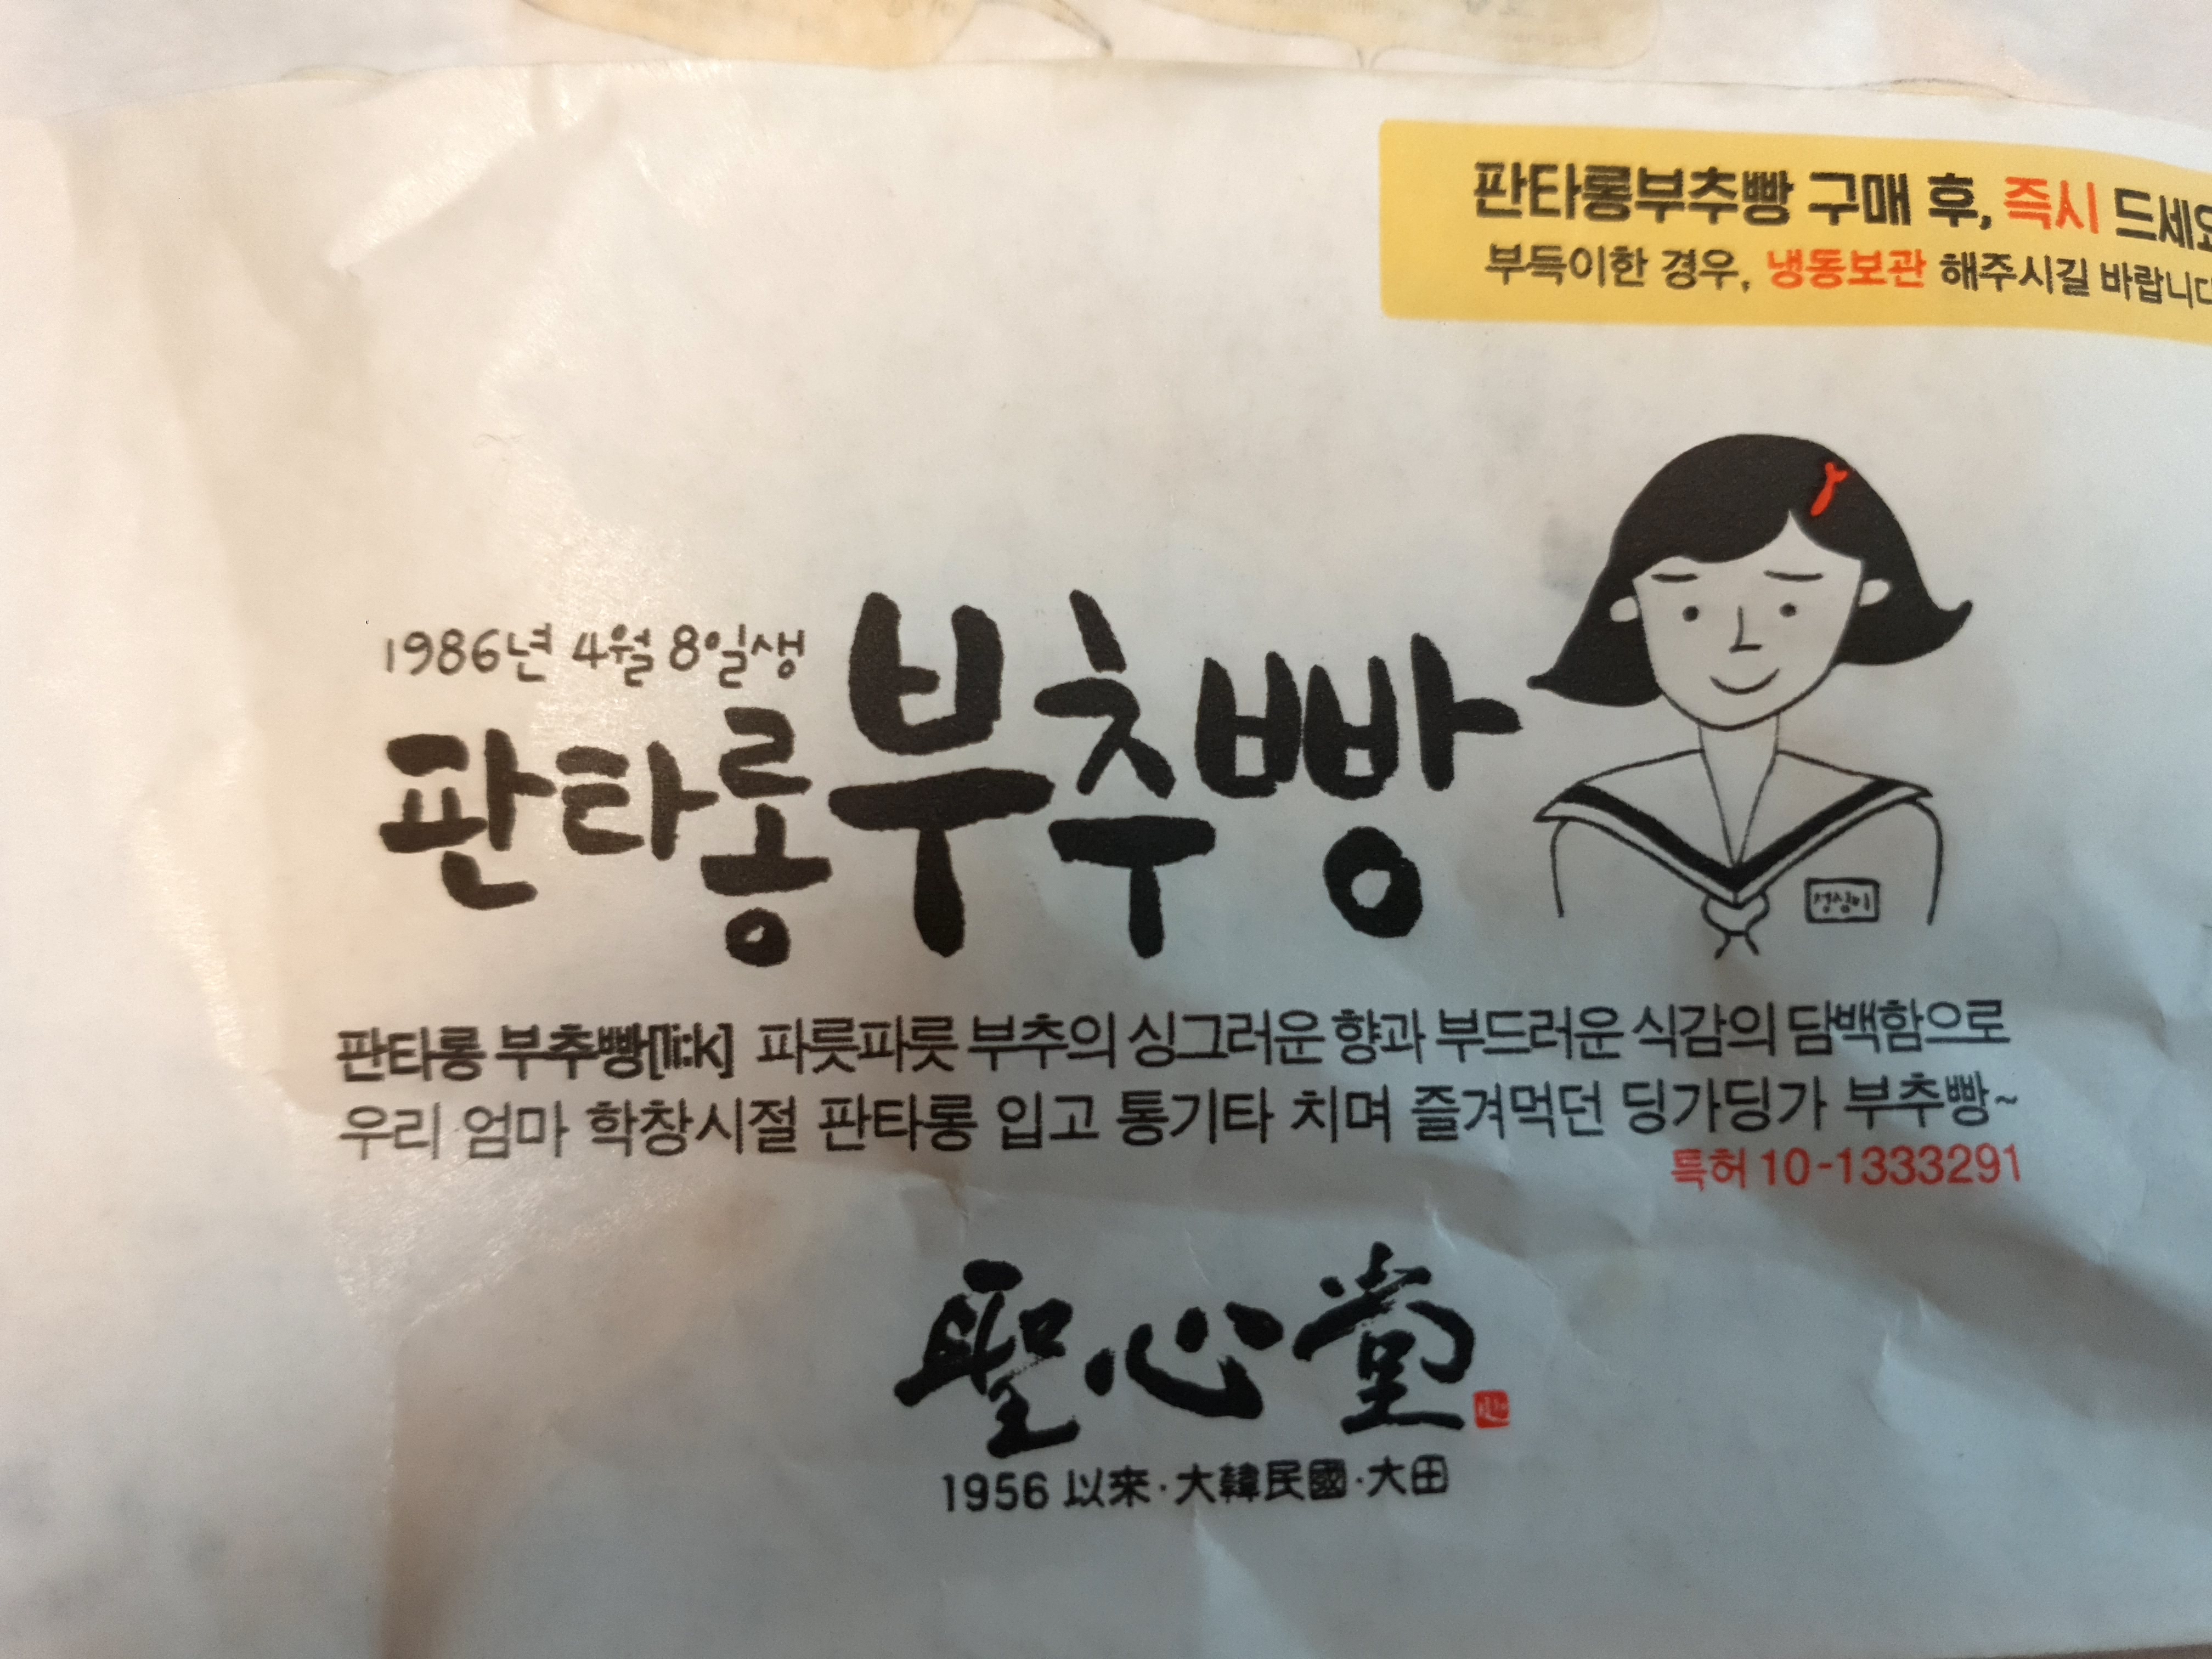 판타롱부추빵 구매 후, 즉시 드세요
부득이한 경우, 냉동보관 해주시길 바랍니다
1986년 4월 8일생
판타롱부추빵
성심이
판타롱 부추빵[li:k] 파릇파릇 부추의 싱그러운 향과 부드러운 식감의 담백함으로
우리 엄마 학창시절 판타롱 입고 통기타 치며 즐겨먹던 딩가딩가 부추빵~
특허 10-1333291
聖心堂
心
1956 以來·大韓民國·大田